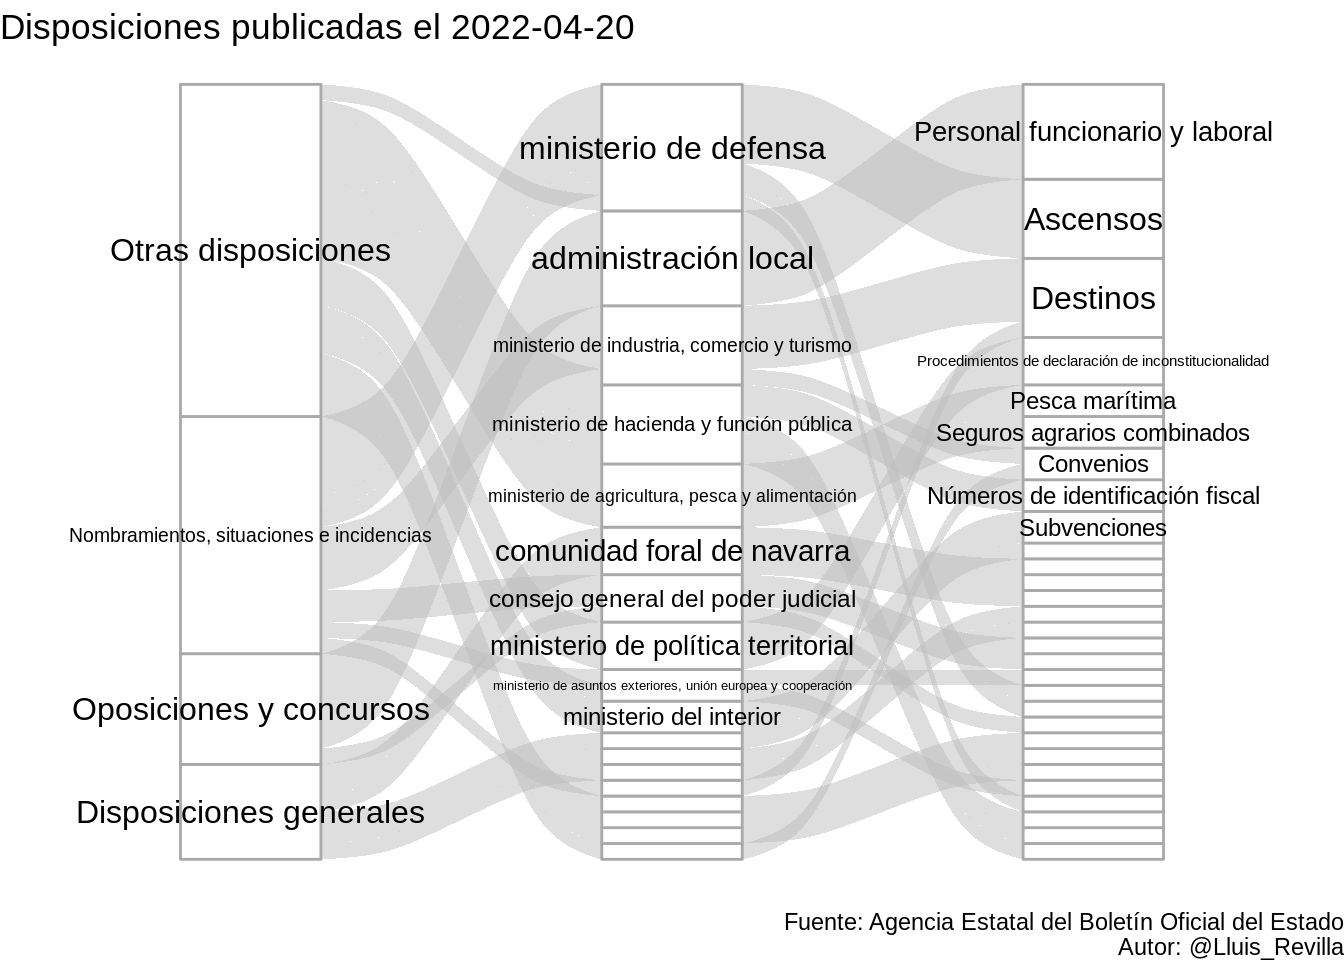 Disposiciones publicadas el 2022-04-20
Otras disposiciones
Nombramientos, situaciones e incidencias
Oposiciones y concursos
Disposiciones generales
ministerio de defensa
administración local
ministerio de industria, comercio y turismo
ministerio de hacienda y función pública
ministerio de agricultura, pesca y alimentación
comunidad foral de navarra
consejo general del poder judicial
ministerio de política territorial
ministerio de asuntos exteriores, unión europea y cooperación
ministerio del interior
Personal funcionario y laboral
Ascensos
Destinos
Procedimientos de declaración de inconstitucionalidad
Pesca marítima
Seguros agrarios combinados
Convenios
Números de identificación fiscal
Subvenciones
Fuente: Agencia Estatal del Boletín Oficial del Estado
Autor: @Lluis_Revilla